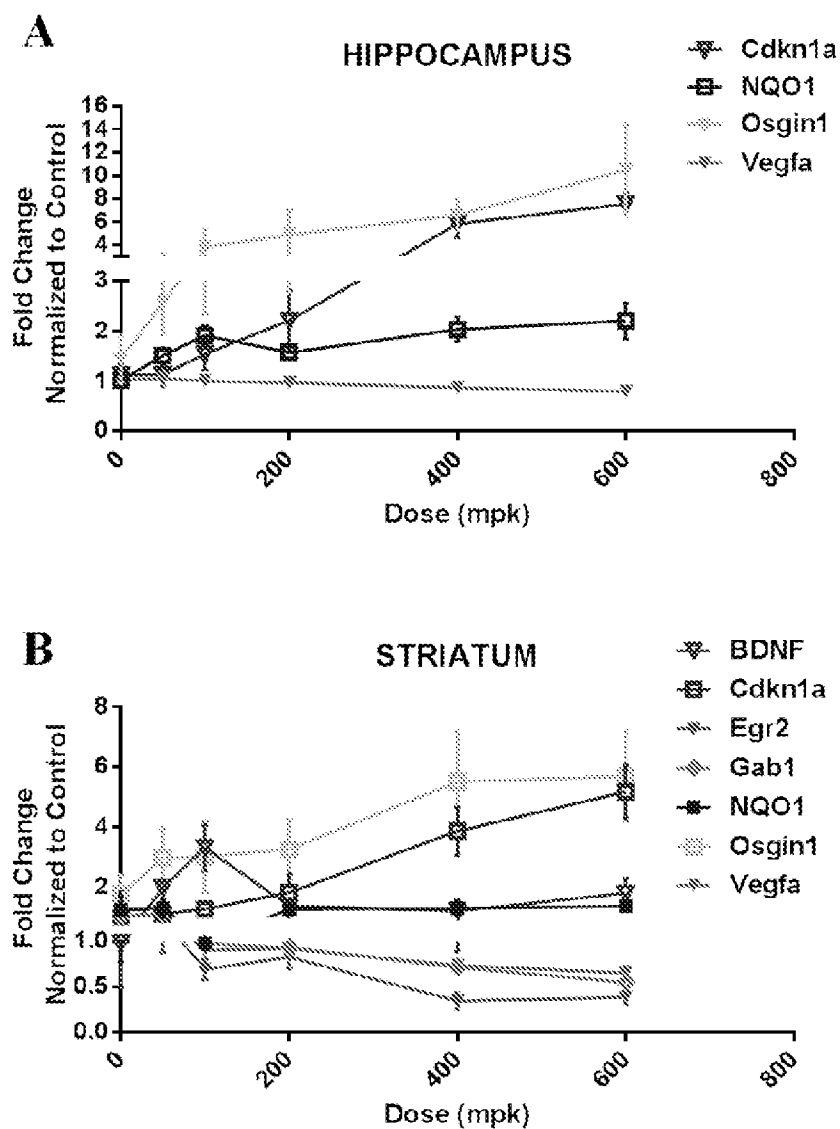 A
HIPPOCAMPUS
Cdkn1a
NQO1
Osgin1
Vegfa
Fold Change
Normalized to Control
16
14
12
10
8
6
4
3
2
1
0
0
200
400
600
800
Dose (mpk)
B
STRIATUM
BDNF
Cdkn1a
Egr2
Gab1
NQO1
Osgin1
Vegfa
Fold Change
Normalized to Control
8
6
4
2
1.0
0.5
0.0
0
200
400
600
800
Dose (mpk)